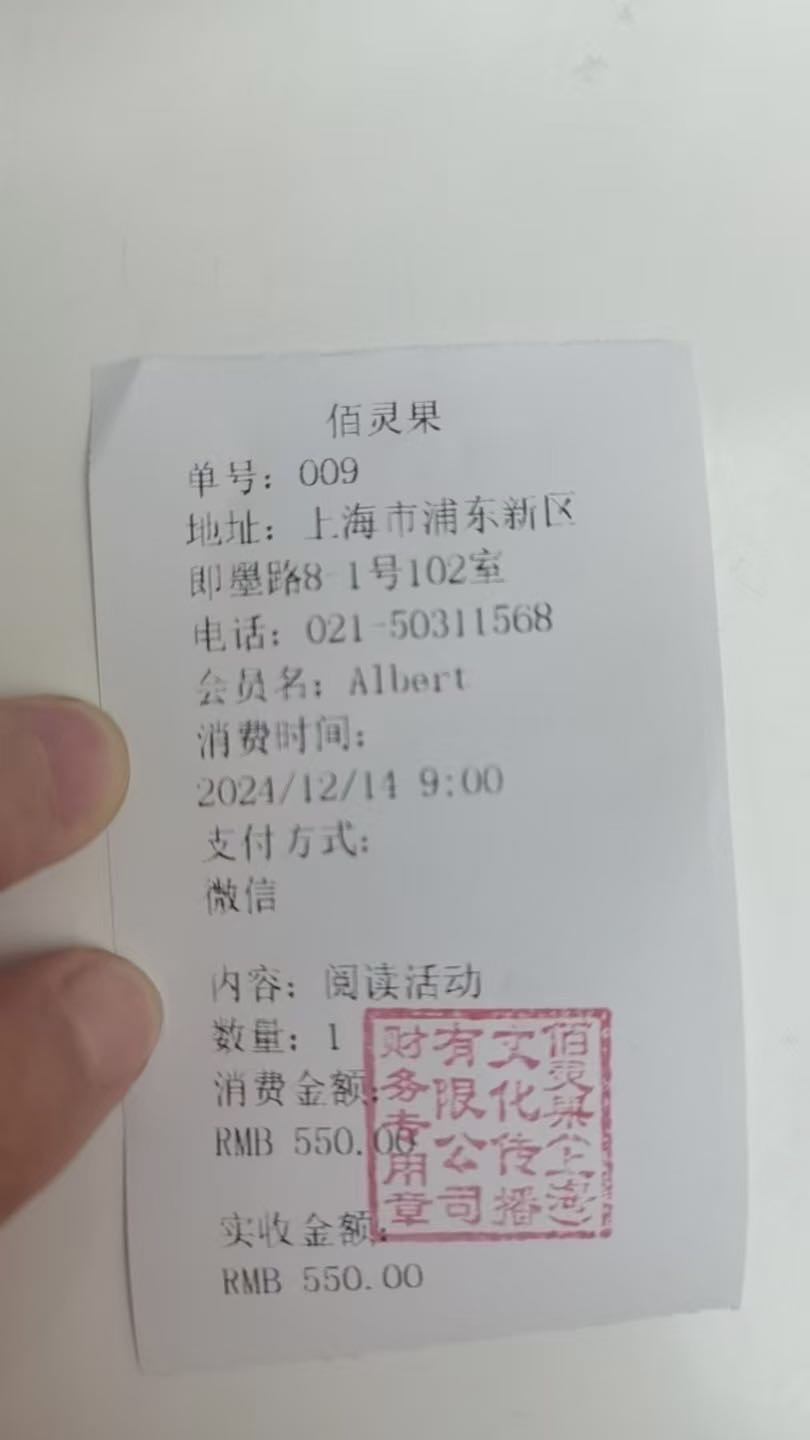 佰灵果
单号：009
地址：上海市浦东新区
即墨路8-1号102室
电话：021-50311568
会员名：Albert
消费时间：
2024/12/14 9:00
支付方式：
微信
内容：阅读活动
数量：1
消费金额：
RMB 550.00
实收金额：
RMB 550.00
佰灵果（上海）
文化传播
有限公司
财务专用章